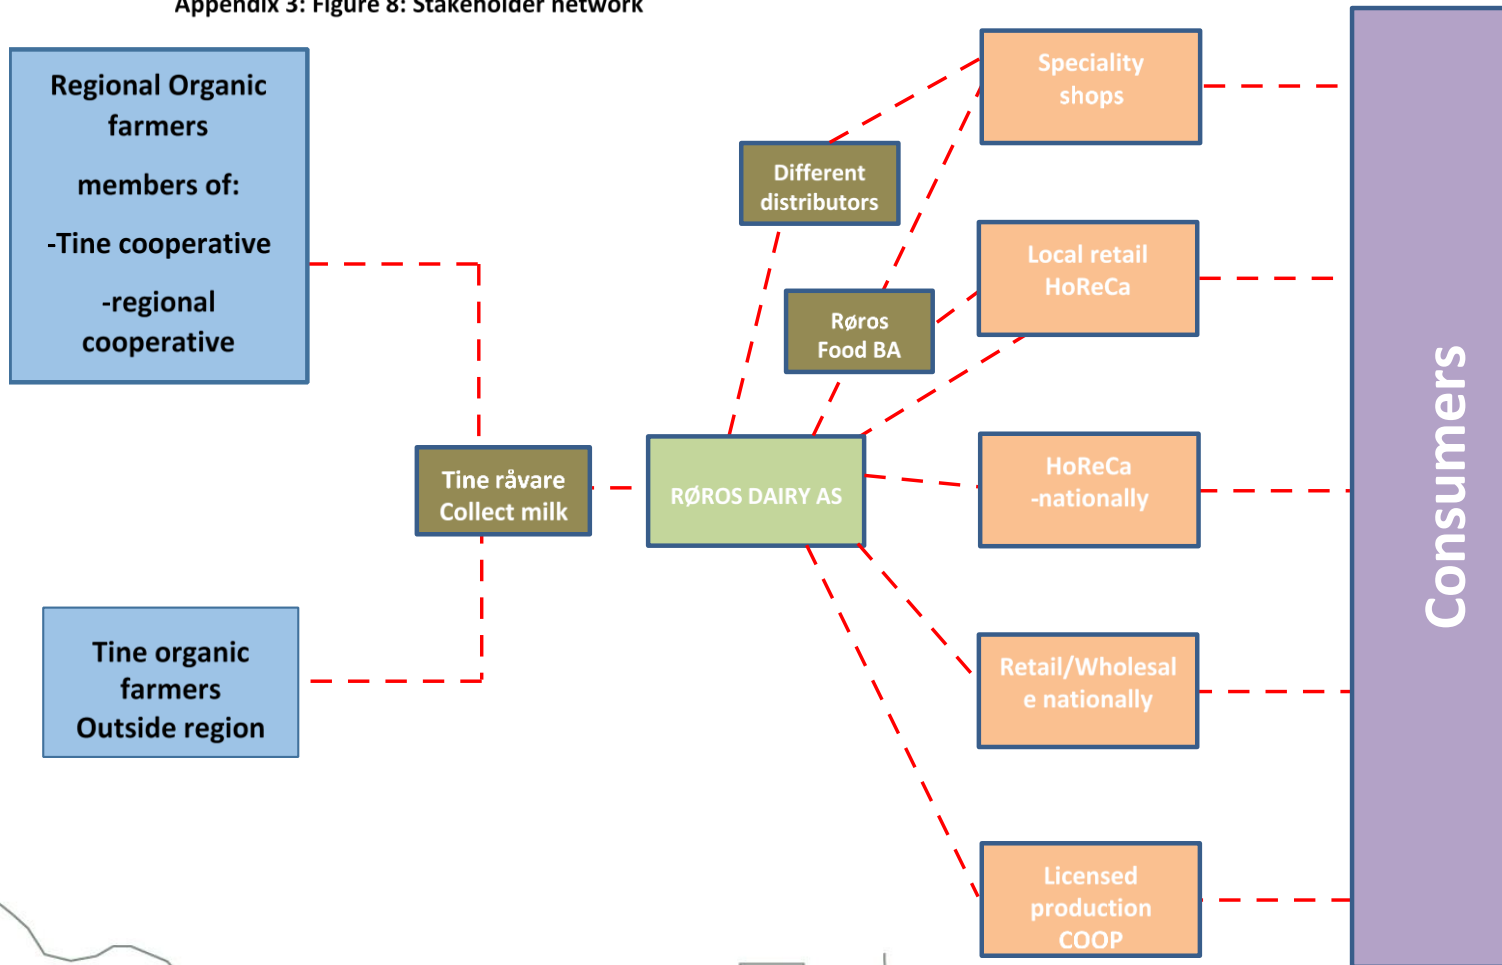 Appendix 3: Figure 8: Stakeholder network
Regional Organic
farmers
members of:
-Tine cooperative
-regional
cooperative
Tine organic
farmers
Outside region
Tine råvare
Collect milk
RØROS DAIRY AS
Different
distributors
Røros
Food BA
Speciality
shops
Local retail
HoReCa
HoReCa
-nationally
Retail/Wholesal
e nationally
Licensed
production
COOP
Consumers